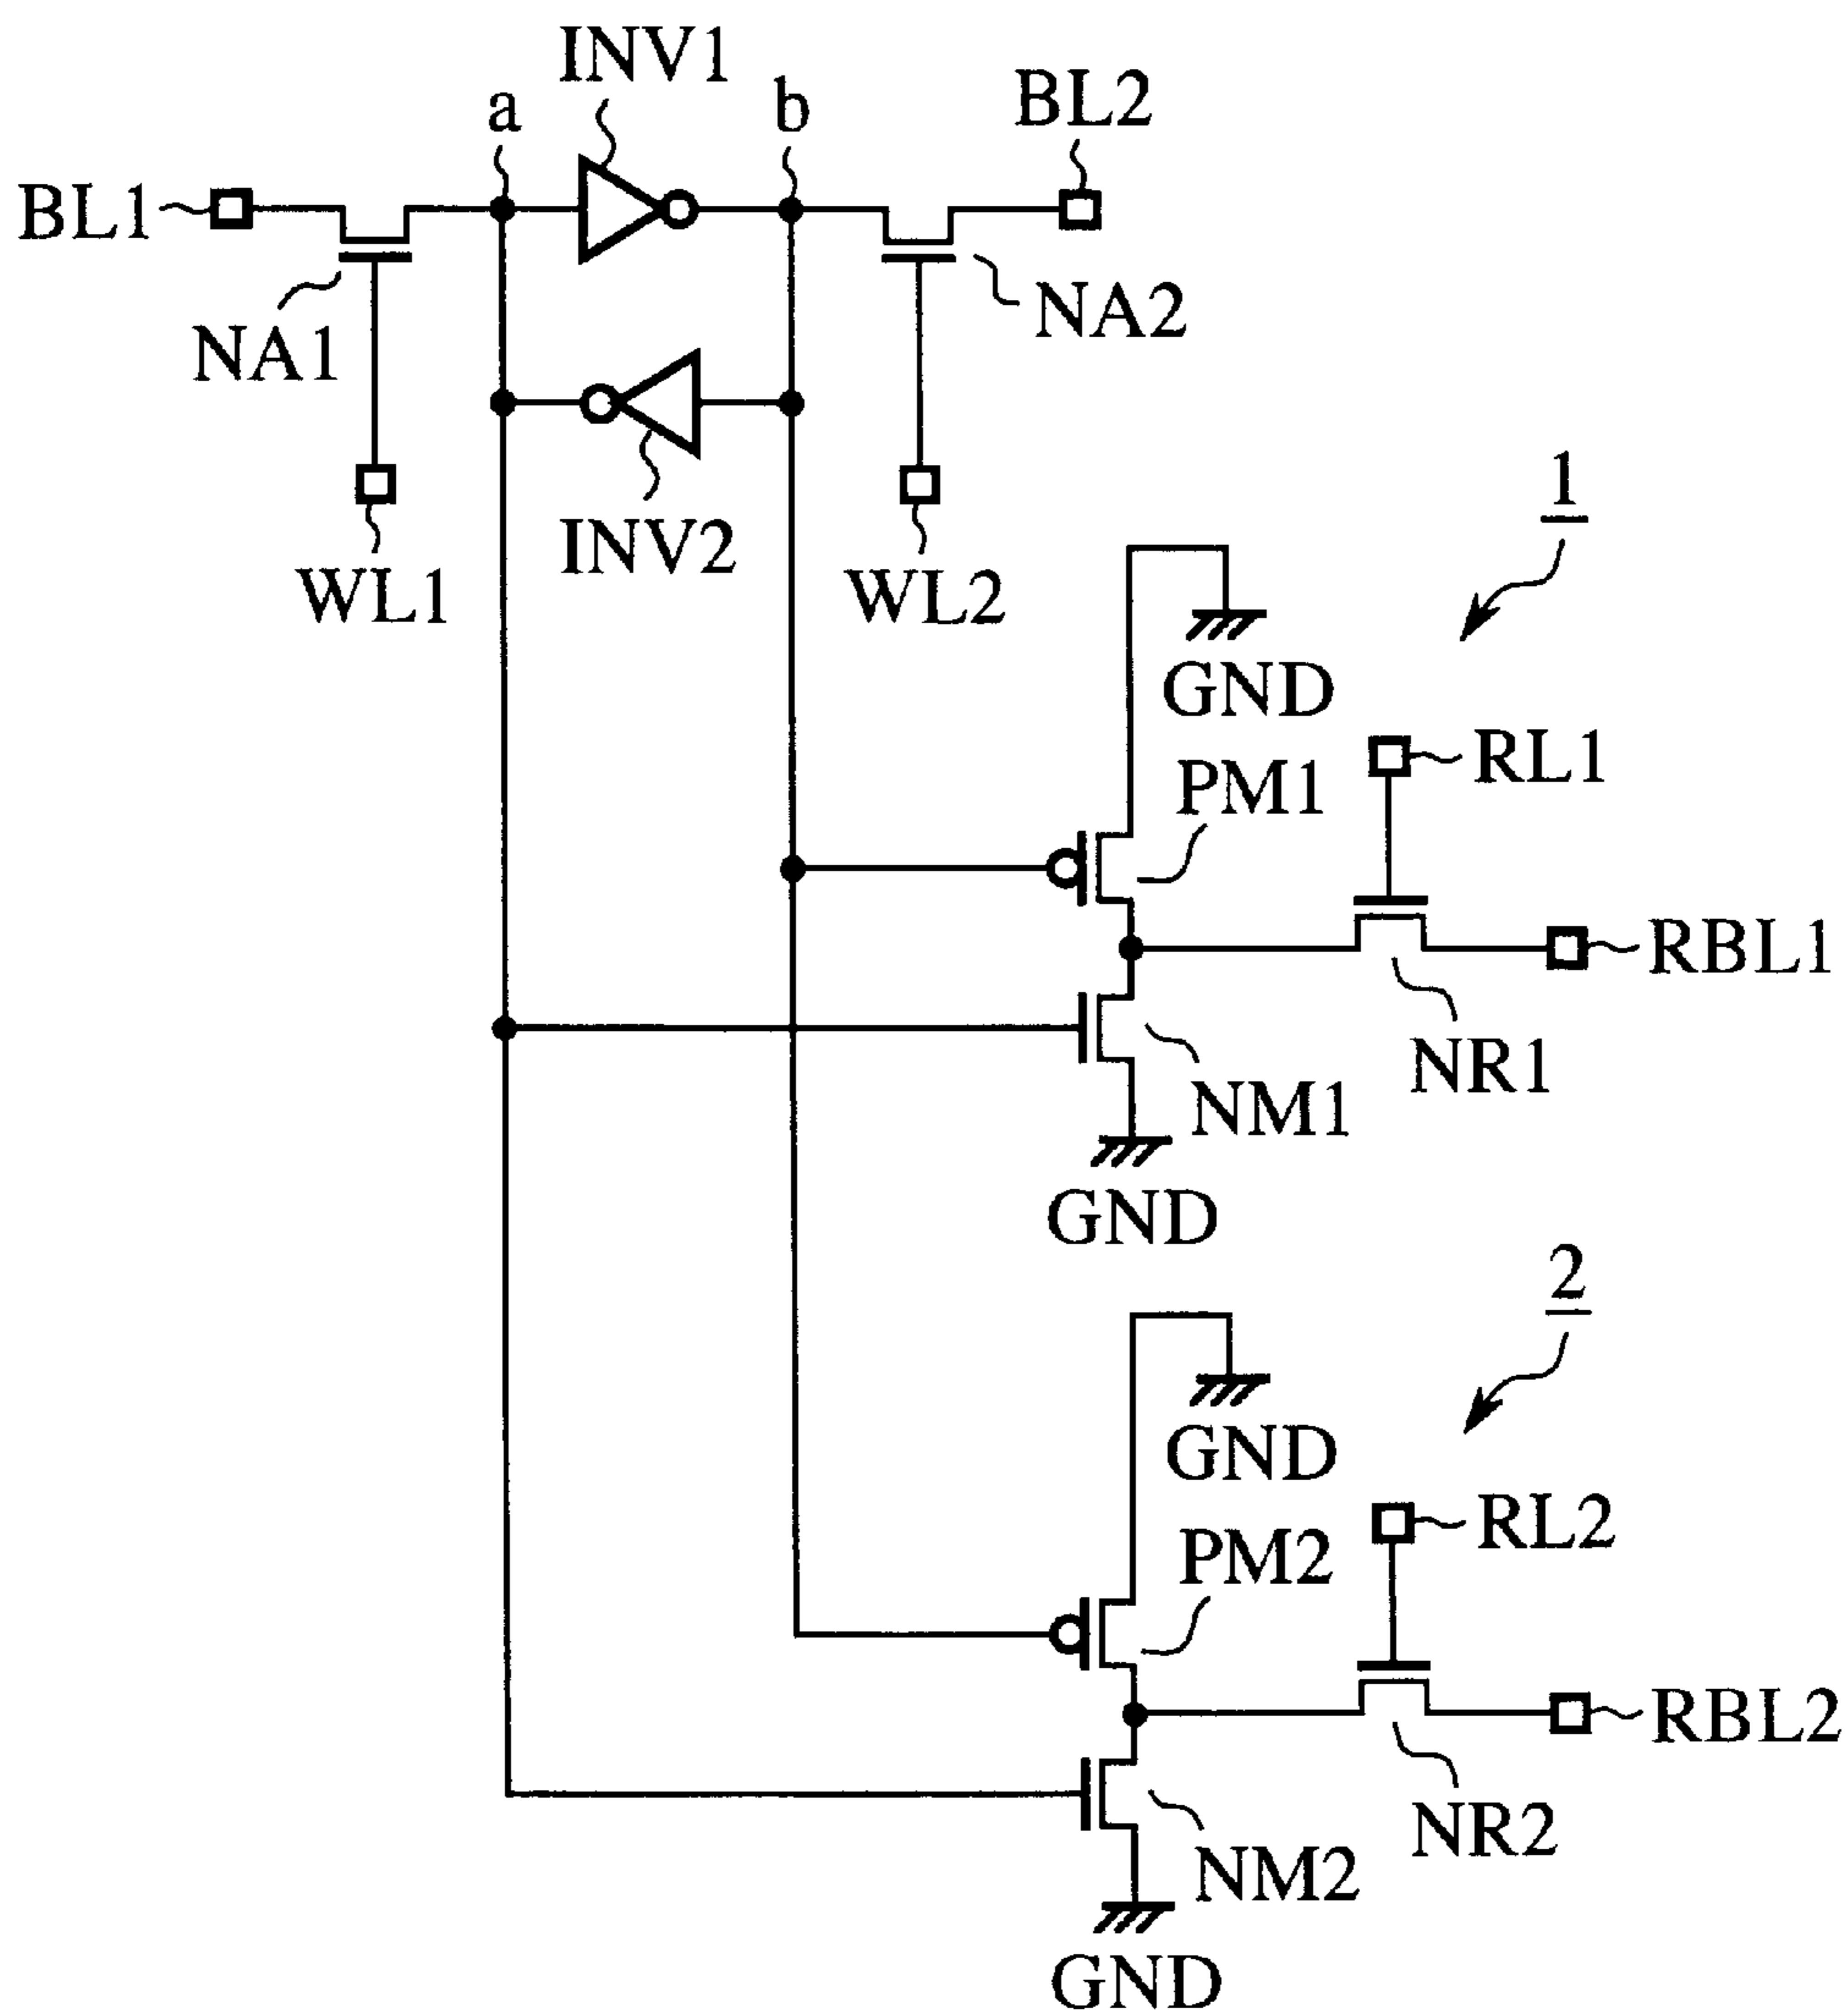 INV1
a
b
BL2
BL1
NA2
NA1
INV2
WL1
WL2
1
GND
RL1
PM1
RBL1
NR1
NM1
GND
2
GND
RL2
PM2
RBL2
NR2
NM2
GND